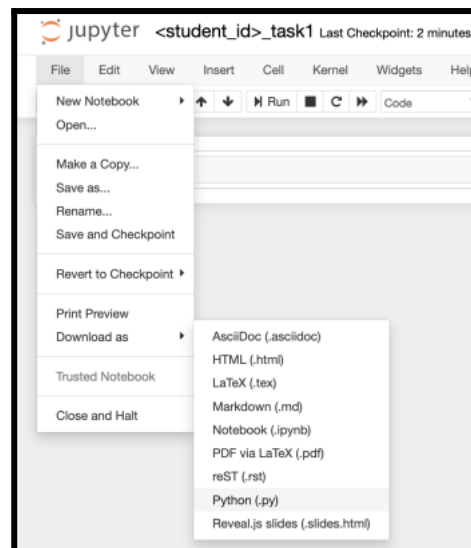 jupyter <student_id>_task1 Last Checkpoint: 2 minutes
File Edit View Insert Cell Kernel Widgets Help
Run Code
New Notebook
Open...
Make a Copy...
Save as...
Rename...
Save and Checkpoint
Revert to Checkpoint
Print Preview
Download as
Trusted Notebook
Close and Halt
AsciiDoc (.asciidoc)
HTML (.html)
LaTeX (.tex)
Markdown (.md)
Notebook (.ipynb)
PDF via LaTeX (.pdf)
reST (.rst)
Python (.py)
Reveal.js slides (.slides.html)